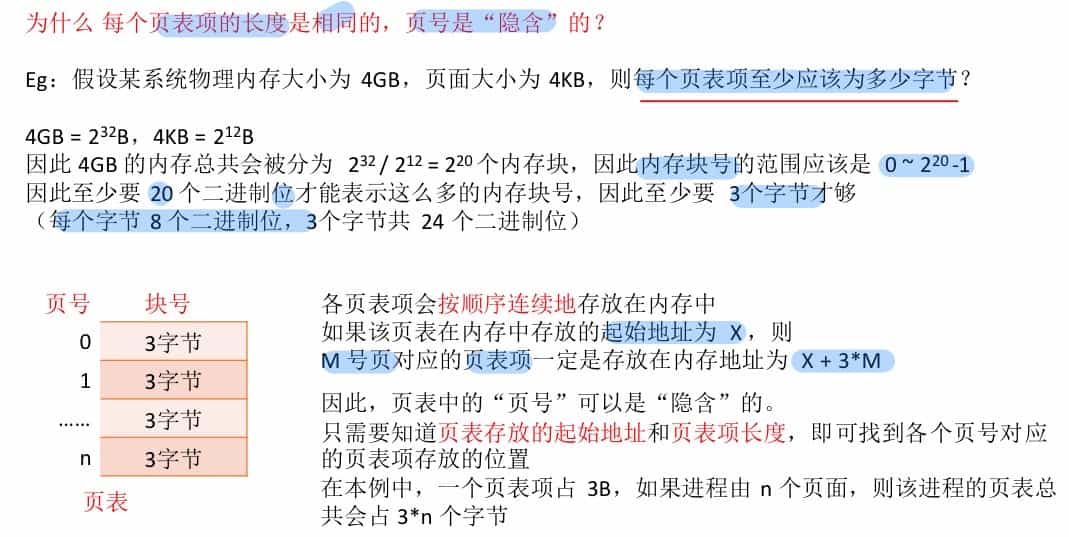 为什么 每个页表项的长度是相同的，页号是“隐含”的？
Eg：假设某系统物理内存大小为 4GB，页面大小为 4KB，则每个页表项至少应该为多少字节？
4GB = 2³²B，4KB = 2¹²B
因此 4GB 的内存总共会被分为 2³² / 2¹² = 2²⁰ 个内存块，因此内存块号的范围应该是 0 ~ 2²⁰ -1
因此至少要 20 个二进制位才能表示这么多的内存块号，因此至少要 3个字节才够
（每个字节 8 个二进制位，3个字节共 24 个二进制位）
页号 块号
0 3字节
1 3字节
…… 3字节
n 3字节
页表
各页表项会按顺序连续地存放在内存中
如果该页表在内存中存放的起始地址为 X，则
M 号页对应的页表项一定是存放在内存地址为 X + 3*M
因此，页表中的“页号”可以是“隐含”的。
只需要知道页表存放的起始地址和页表项长度，即可找到各个页号对应
的页表项存放的位置
在本例中，一个页表项占 3B，如果进程由 n 个页面，则该进程的页表总
共会占 3*n 个字节